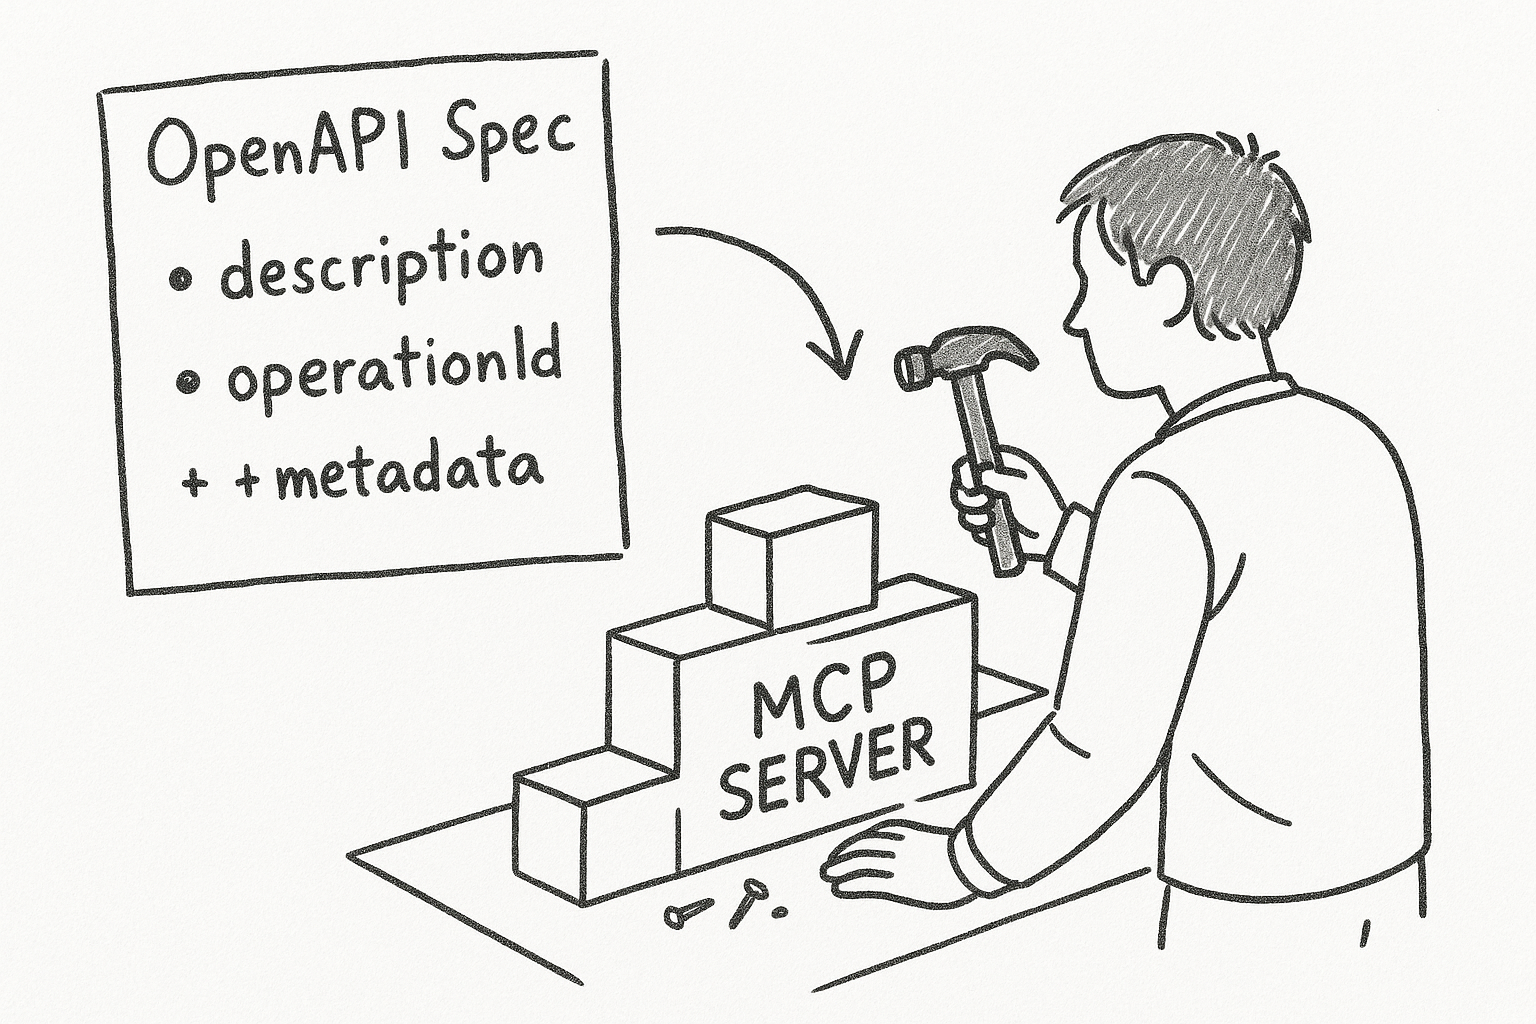 OpenAPI Spec
• description
• operationId
+ +metadata
MCP
SERVER